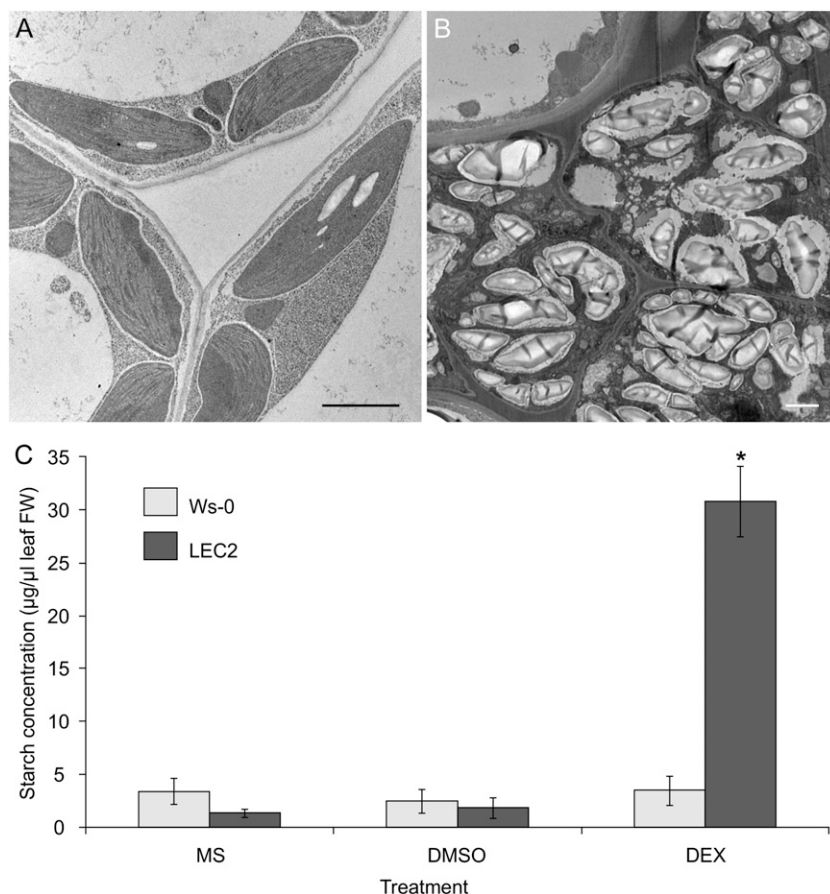 A
B
C
35
30
25
20
15
10
5
0
Starch concentration (µg/µl leaf FW)
Ws-0
LEC2
*
MS DMSO DEX
Treatment